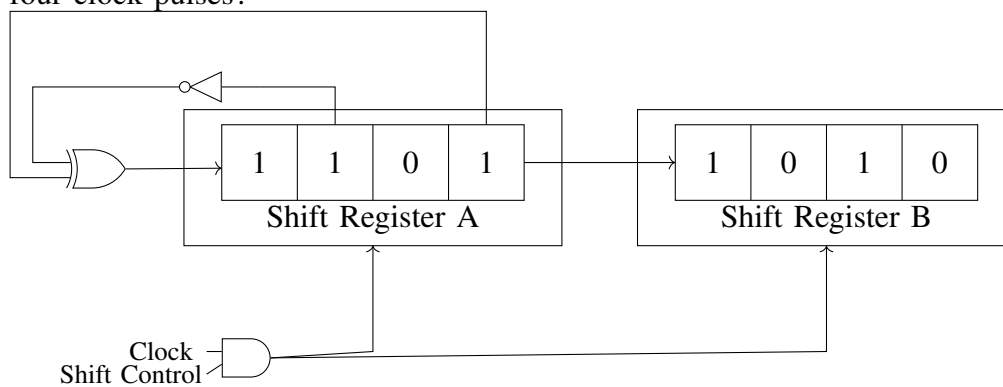 four clock pulses?
1 1 0 1 1 0 1 0
Shift Register A Shift Register B
Clock
Shift Control